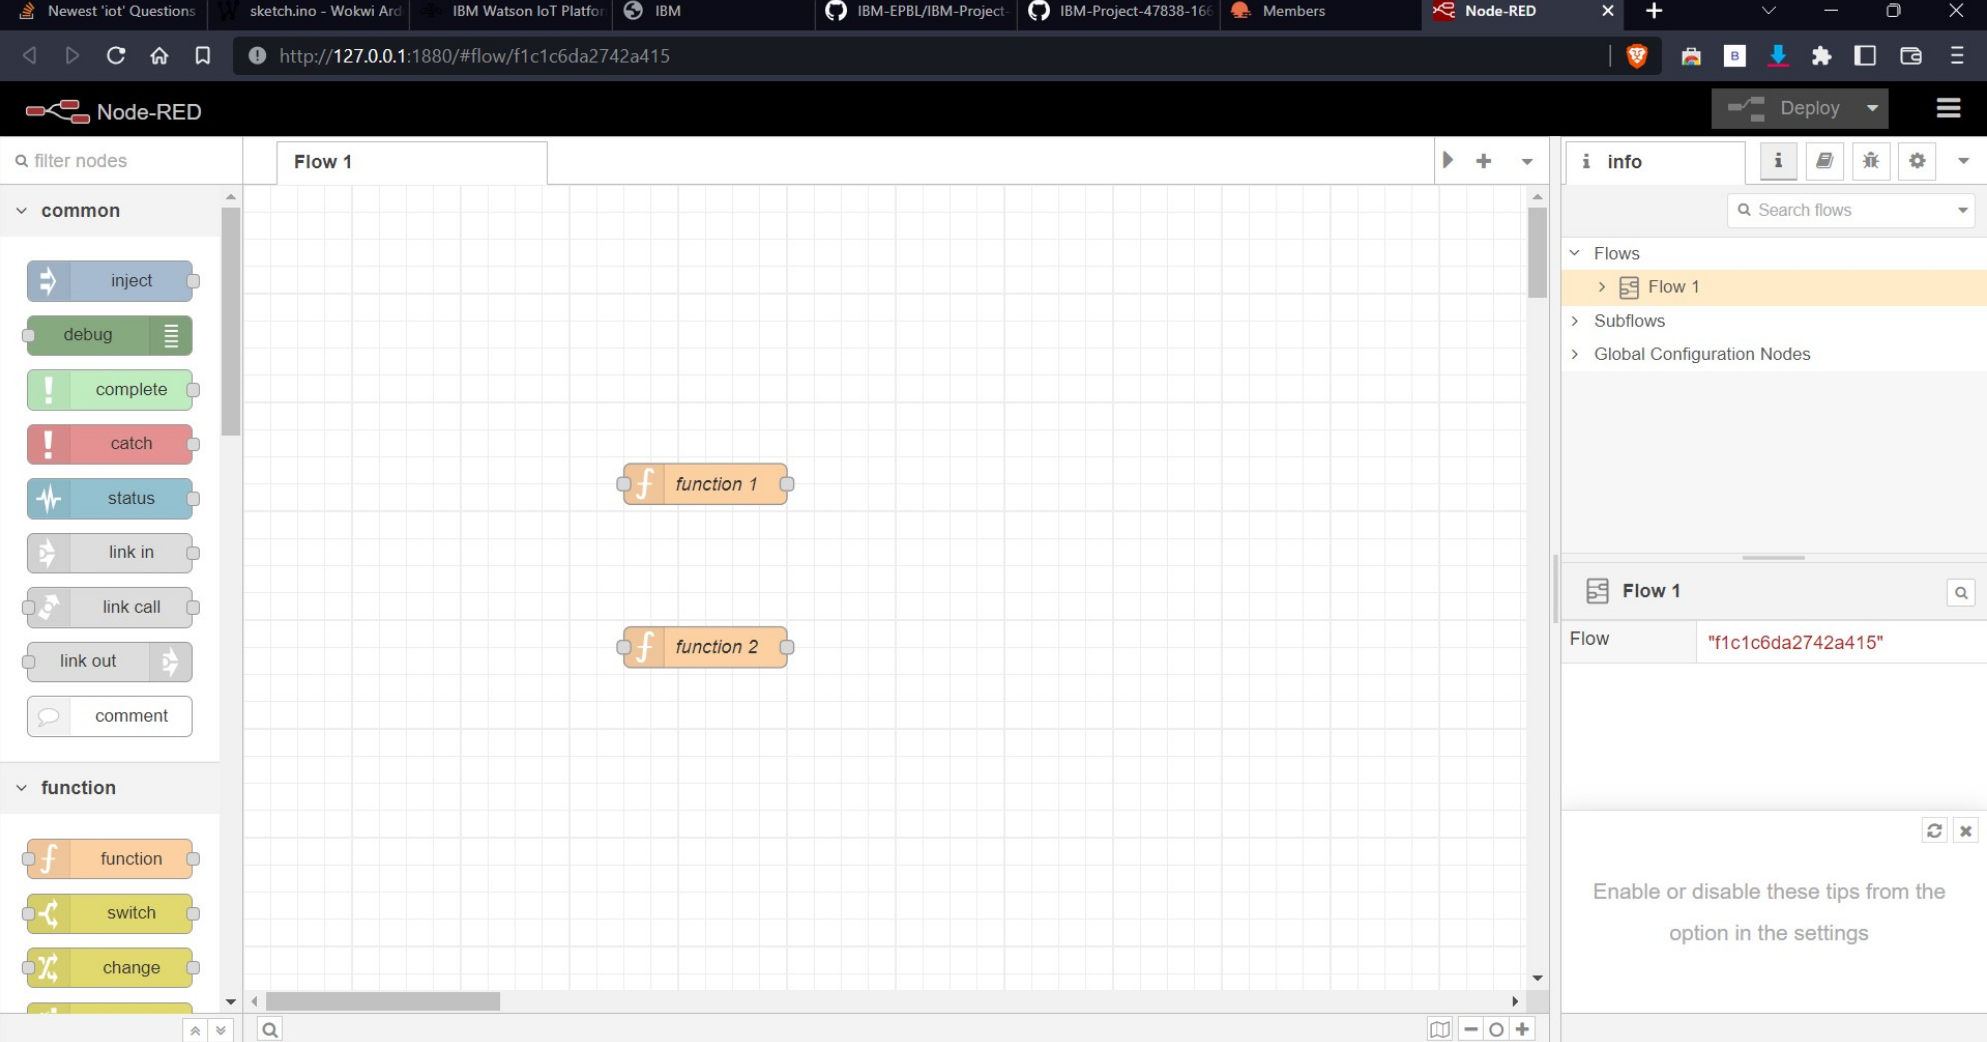 Newest 'iot' Questions
sketch.ino - Wokwi Ard
IBM Watson IoT Platfor
IBM
IBM-EPBL/IBM-Project-
IBM-Project-47838-166
Members
Node-RED
http://127.0.0.1:1880/#flow/f1c1c6da2742a415
B
Node-RED
Deploy
filter nodes
Flow 1
i info
i
Search flows
common
inject
debug
complete
catch
status
link in
link call
link out
comment
function
function
switch
change
function 1
function 2
Flows
Flow 1
Subflows
Global Configuration Nodes
Flow 1
Flow
"f1c1c6da2742a415"
Enable or disable these tips from the
option in the settings